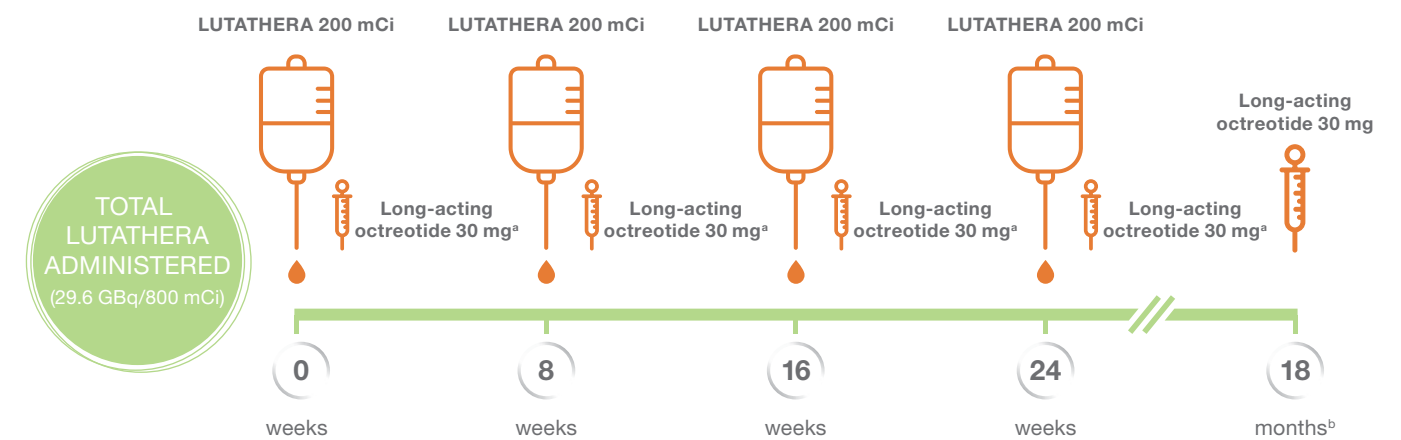 LUTATHERA 200 mCi
LUTATHERA 200 mCi
LUTATHERA 200 mCi
LUTATHERA 200 mCi
Long-acting
octreotide 30 mg
TOTAL
LUTATHERA
ADMINISTERED
(29.6 GBq/800 mCi)
Long-acting
octreotide 30 mgᵃ
Long-acting
octreotide 30 mgᵃ
Long-acting
octreotide 30 mgᵃ
Long-acting
octreotide 30 mgᵃ
0
weeks
8
weeks
16
weeks
24
weeks
18
monthsᵇ